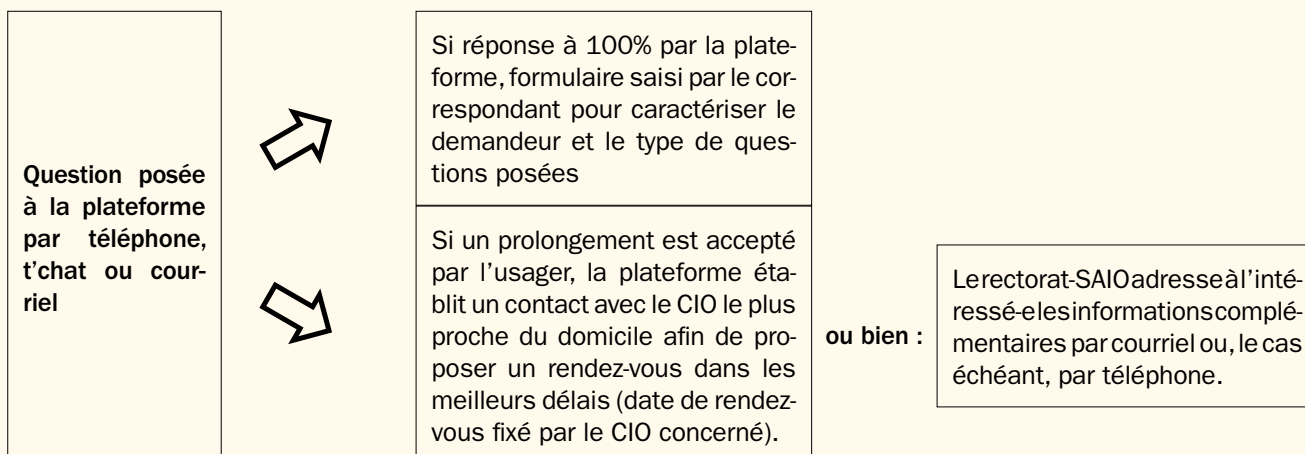 Question posée
à la plateforme
par téléphone,
t'chat ou cour-
riel
Si réponse à 100% par la plate-
forme, formulaire saisi par le cor-
respondant pour caractériser le
demandeur et le type de ques-
tions posées
Si un prolongement est accepté
par l'usager, la plateforme éta-
blit un contact avec le CIO le plus
proche du domicile afin de pro-
poser un rendez-vous dans les
meilleurs délais (date de rendez-
vous fixé par le CIO concerné).
ou bien :
Le rectorat-SAIO adresse à l'inté-
ressé-e les informations complé-
mentaires par courriel ou, le cas
échéant, par téléphone.